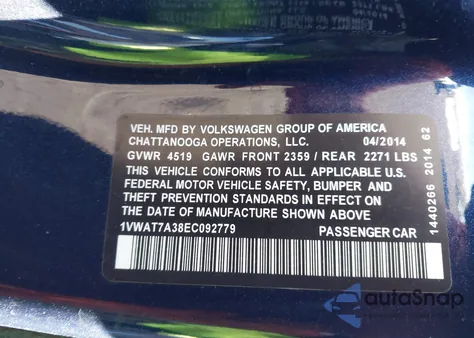 VEH. MFD BY VOLKSWAGEN GROUP OF AMERICA
CHATTANOOGA OPERATIONS, LLC. 04/2014
GVWR 4519 GAWR FRONT 2359 / REAR 2271 LBS
THIS VEHICLE CONFORMS TO ALL APPLICABLE U.S.
FEDERAL MOTOR VEHICLE SAFETY, BUMPER AND
THEFT PREVENTION STANDARDS IN EFFECT ON
THE DATE OF MANUFACTURE SHOWN ABOVE
1VWAT7A38EC092779 PASSENGER CAR
1440266 2014 62
autoSnap